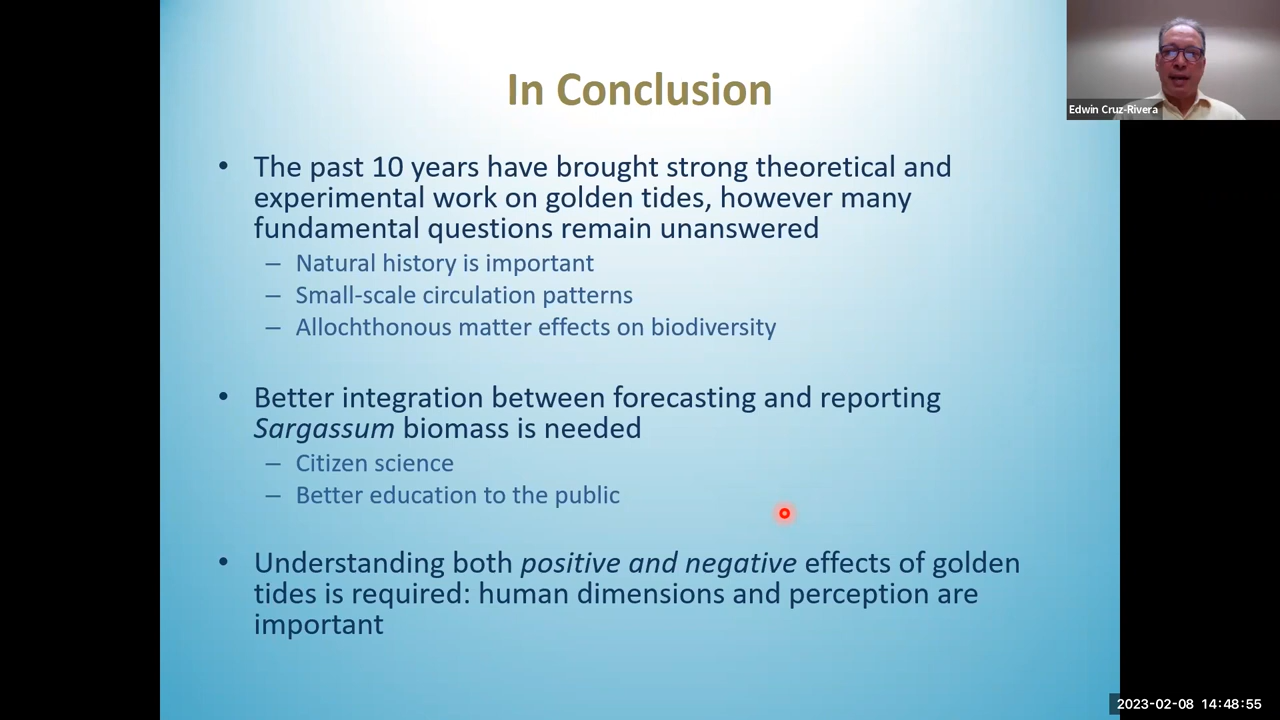 In Conclusion
Edwin Cruz-Rivera
• The past 10 years have brought strong theoretical and
experimental work on golden tides, however many
fundamental questions remain unanswered
– Natural history is important
– Small-scale circulation patterns
– Allochthonous matter effects on biodiversity
• Better integration between forecasting and reporting
Sargassum biomass is needed
– Citizen science
– Better education to the public
• Understanding both positive and negative effects of golden
tides is required: human dimensions and perception are
important
2023-02-08 14:48:55